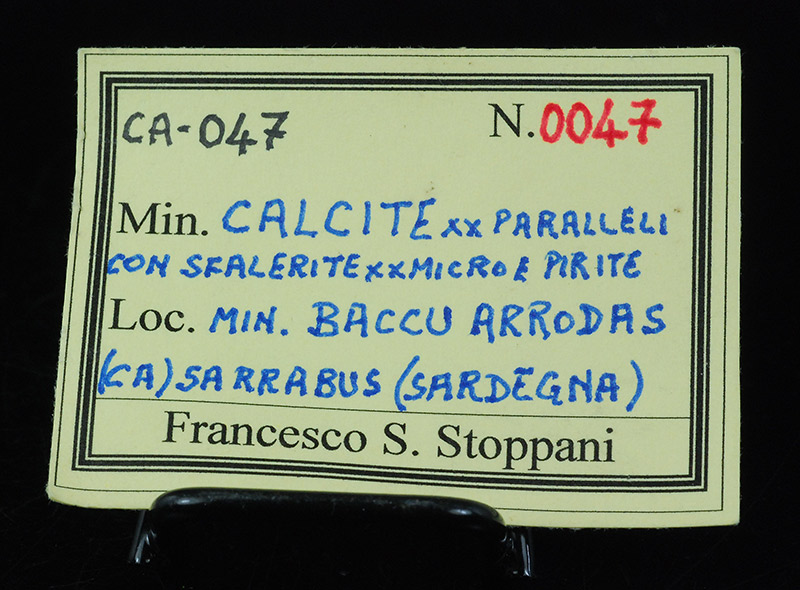 CA-047 N.0047
Min. CALCITE xx PARALLELI
CON SFALERITE xx MICRO E PIRITE
Loc. MIN. BACCU ARRODAS
(CA) SARRABUS (SARDEGNA)
Francesco S. Stoppani